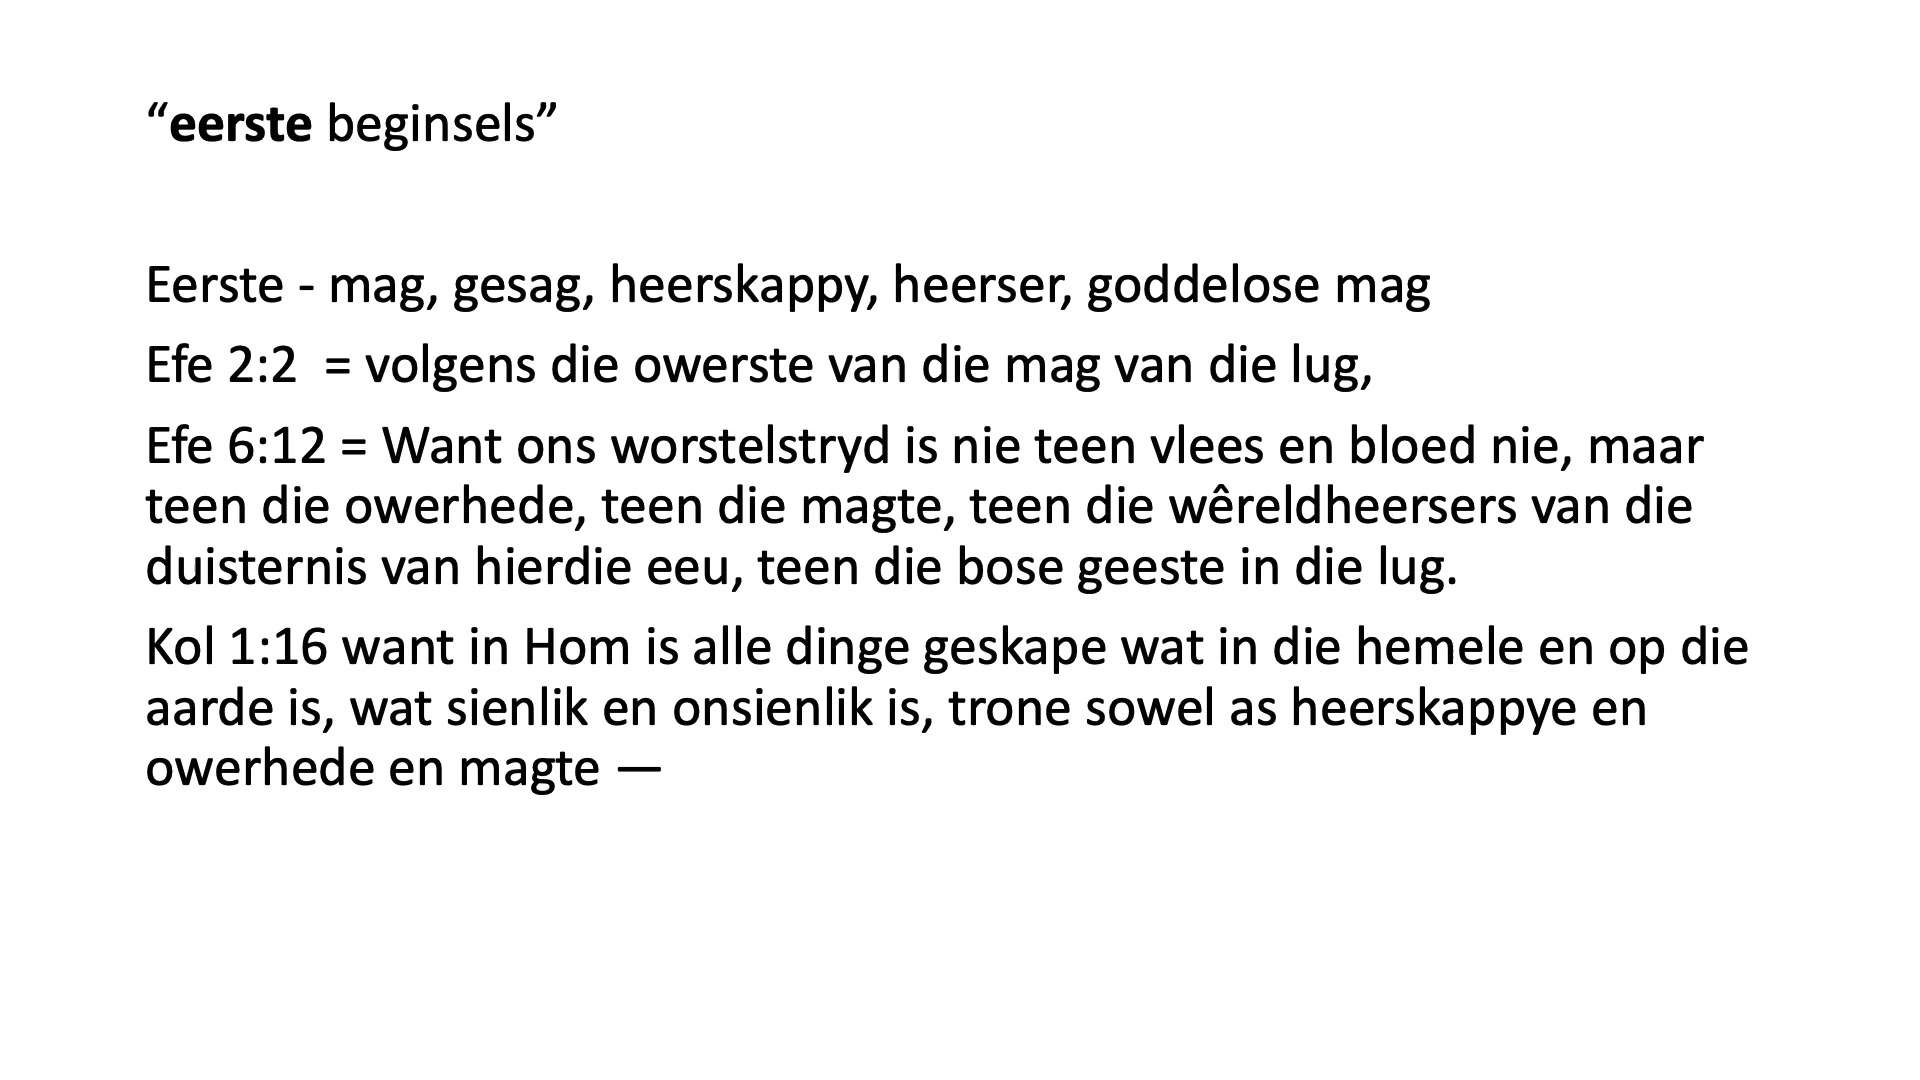 “eerste beginsels”
Eerste - mag, gesag, heerskappy, heerser, goddelose mag
Efe 2:2  = volgens die owerste van die mag van die lug,
Efe 6:12 = Want ons worstelstryd is nie teen vlees en bloed nie, maar
teen die owerhede, teen die magte, teen die wêreldheersers van die
duisternis van hierdie eeu, teen die bose geeste in die lug.
Kol 1:16 want in Hom is alle dinge geskape wat in die hemele en op die
aarde is, wat sienlik en onsienlik is, trone sowel as heerskappye en
owerhede en magte —